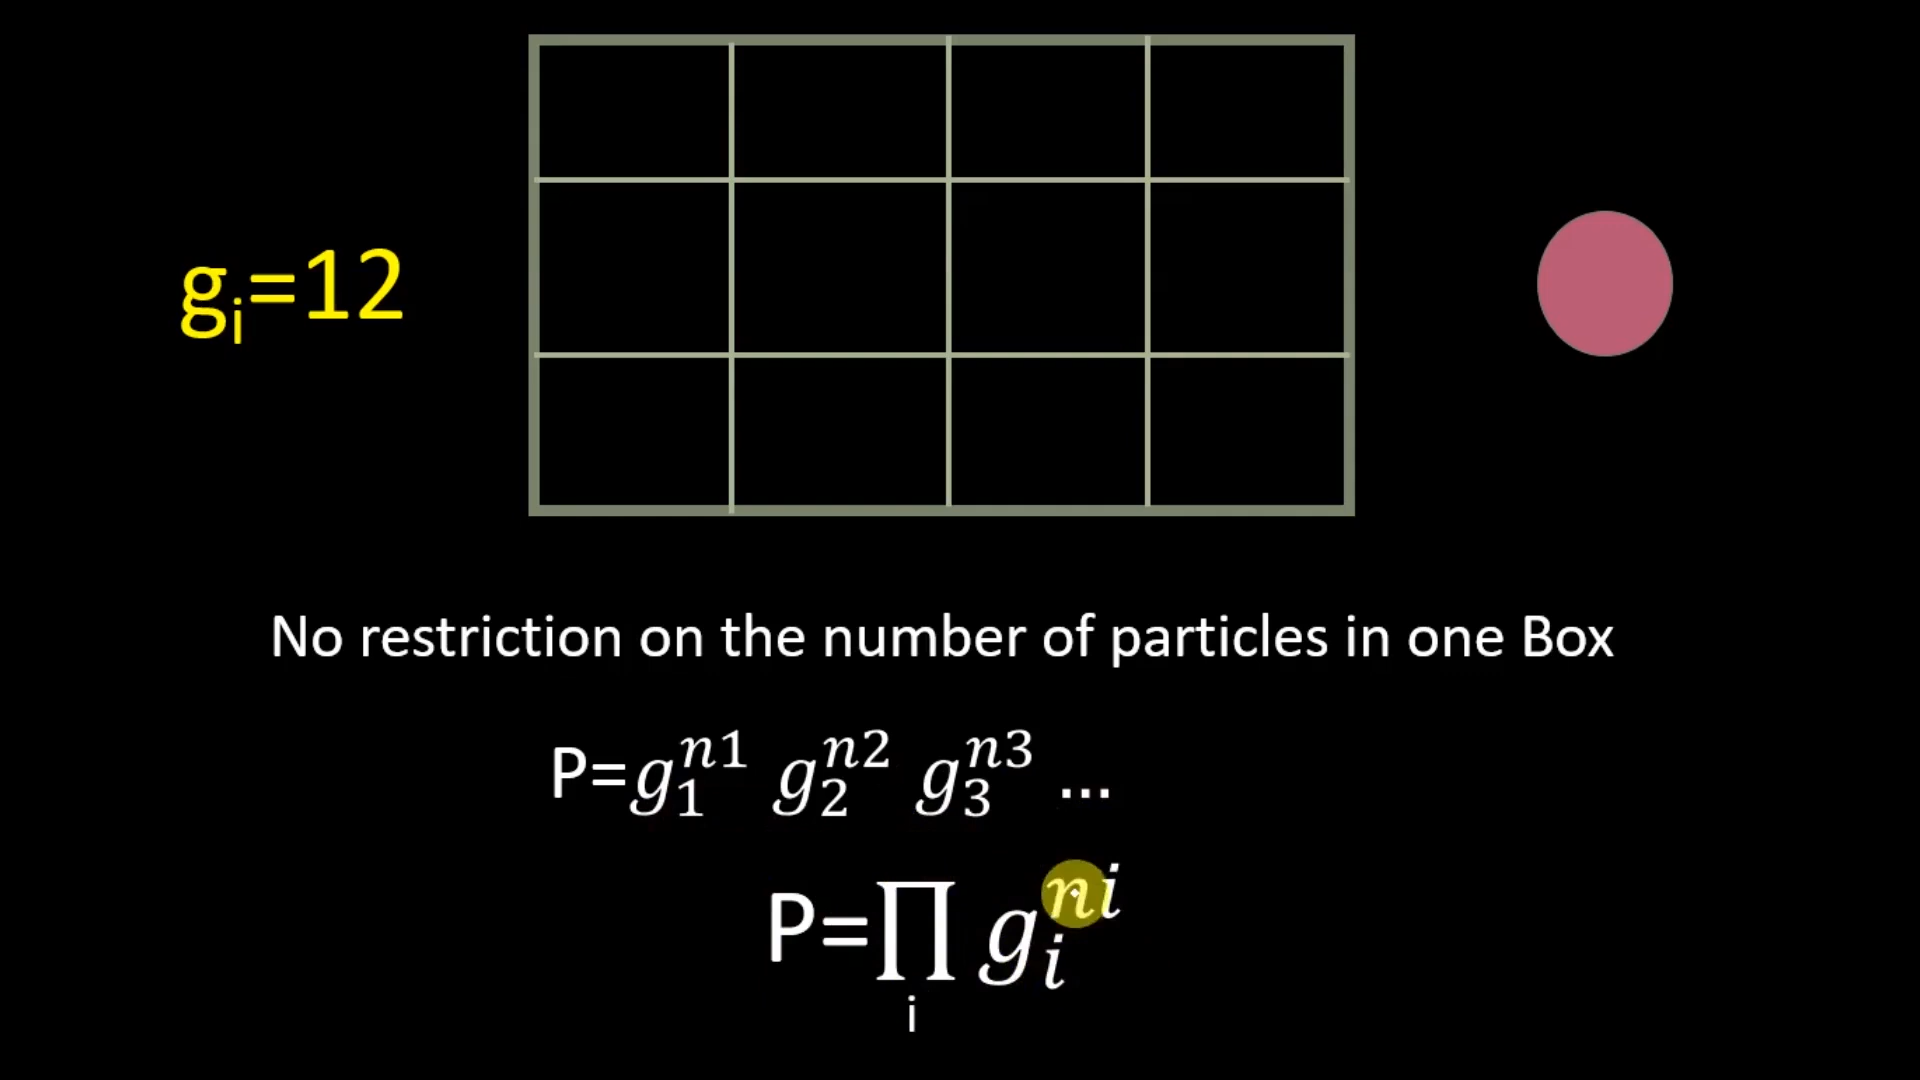 gᵢ=12
No restriction on the number of particles in one Box
P=g₁ⁿ¹ g₂ⁿ² g₃ⁿ³ ...
P=∏ gᵢⁿⁱ
i